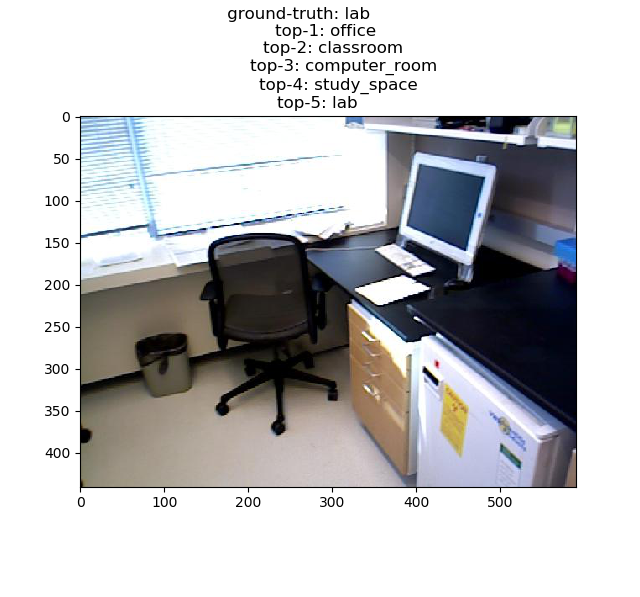 ground-truth: lab
top-1: office
top-2: classroom
top-3: computer_room
top-4: study_space
top-5: lab
0
50
100
150
200
250
300
350
400
0
100
200
300
400
500